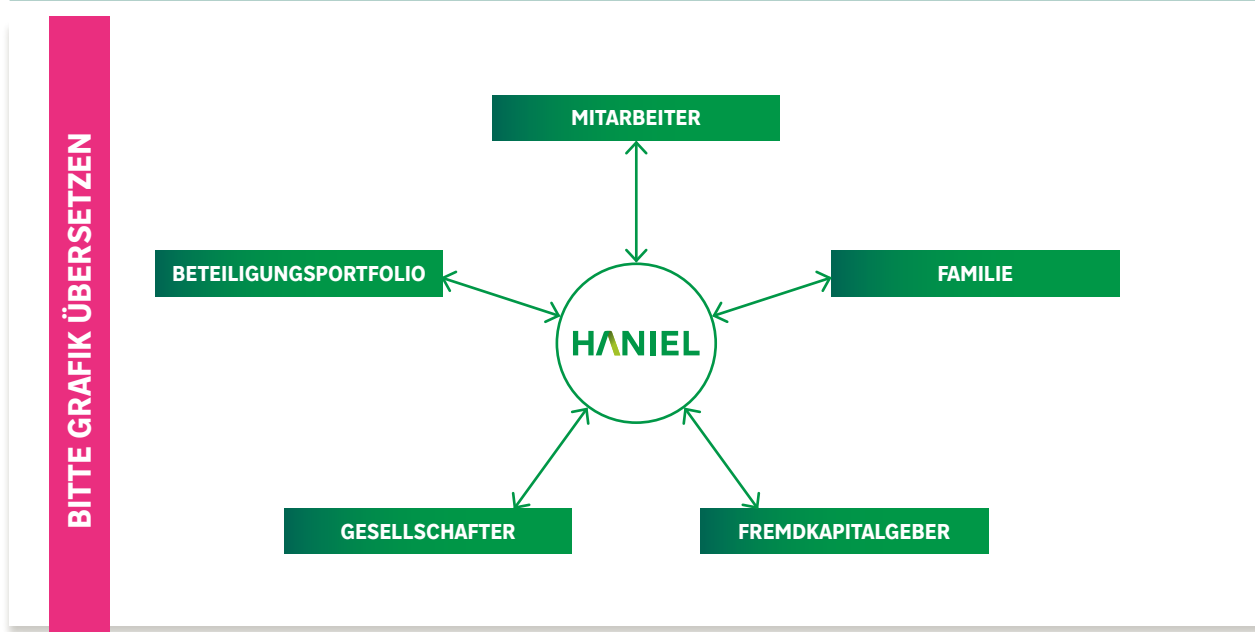 BITTE GRAFIK ÜBERSETZEN
MITARBEITER
BETEILIGUNGSPORTFOLIO
FAMILIE
HANIEL
GESELLSCHAFTER
FREMDKAPITALGEBER